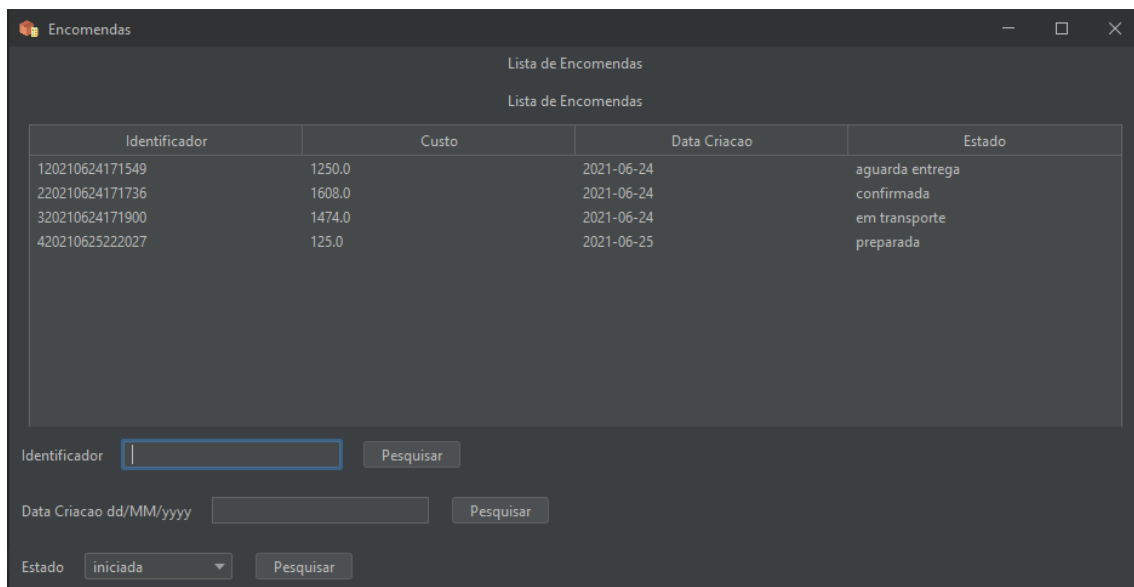 Encomendas
Lista de Encomendas
Lista de Encomendas
Identificador Custo Data Criacao Estado
120210624171549 1250.0 2021-06-24 aguarda entrega
220210624171736 1608.0 2021-06-24 confirmada
320210624171900 1474.0 2021-06-24 em transporte
420210625222027 125.0 2021-06-25 preparada
Identificador Pesquisar
Data Criacao dd/MM/yyyy Pesquisar
Estado iniciada Pesquisar